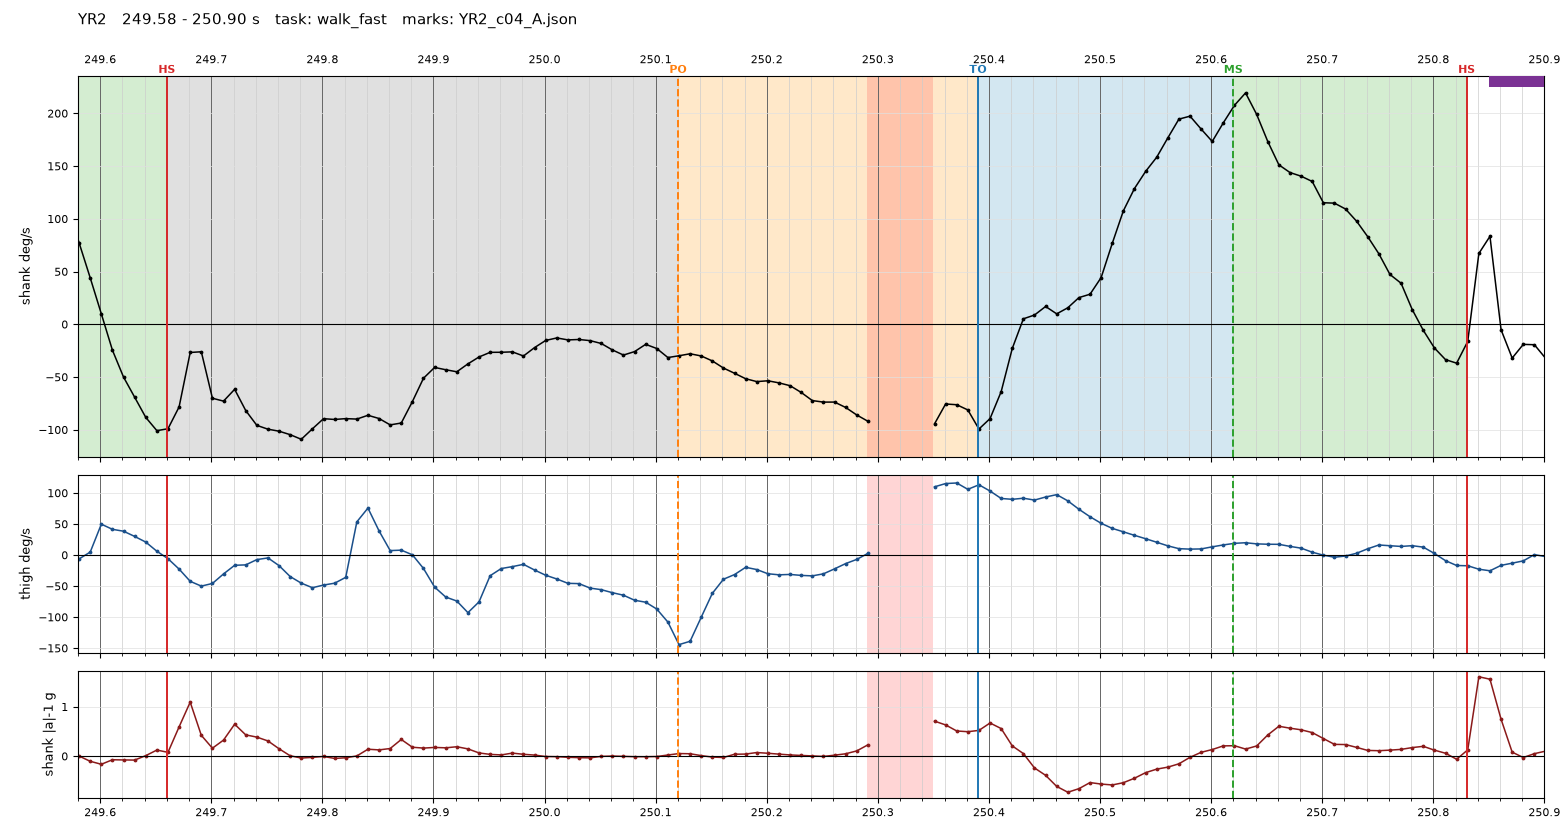 YR2 249.58 - 250.90 s task: walk_fast marks: YR2_c04_A.json
249.6 249.7 249.8 249.9 250.0 250.1 250.2 250.3 250.4 250.5 250.6 250.7 250.8 250.9
HS PO TO MS HS
shank deg/s
200
150
100
50
0
−50
−100
thigh deg/s
100
50
0
−50
−100
−150
shank |a|-1 g
1
0
249.6 249.7 249.8 249.9 250.0 250.1 250.2 250.3 250.4 250.5 250.6 250.7 250.8 250.9